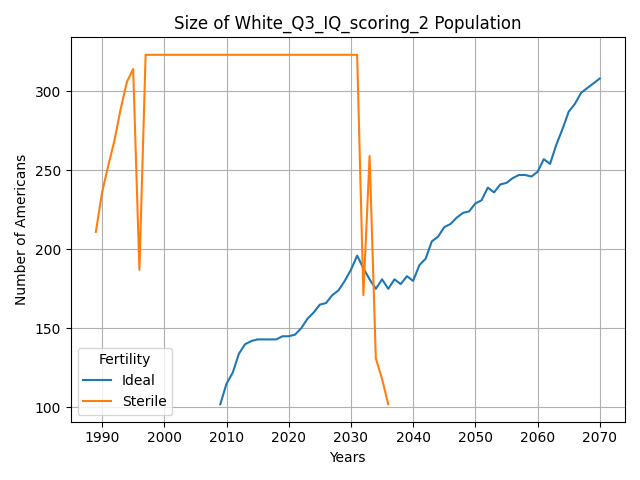 Size of White_Q3_IQ_scoring_2 Population
Number of Americans
300
250
200
150
100
Fertility
Ideal
Sterile
1990 2000 2010 2020 2030 2040 2050 2060 2070
Years